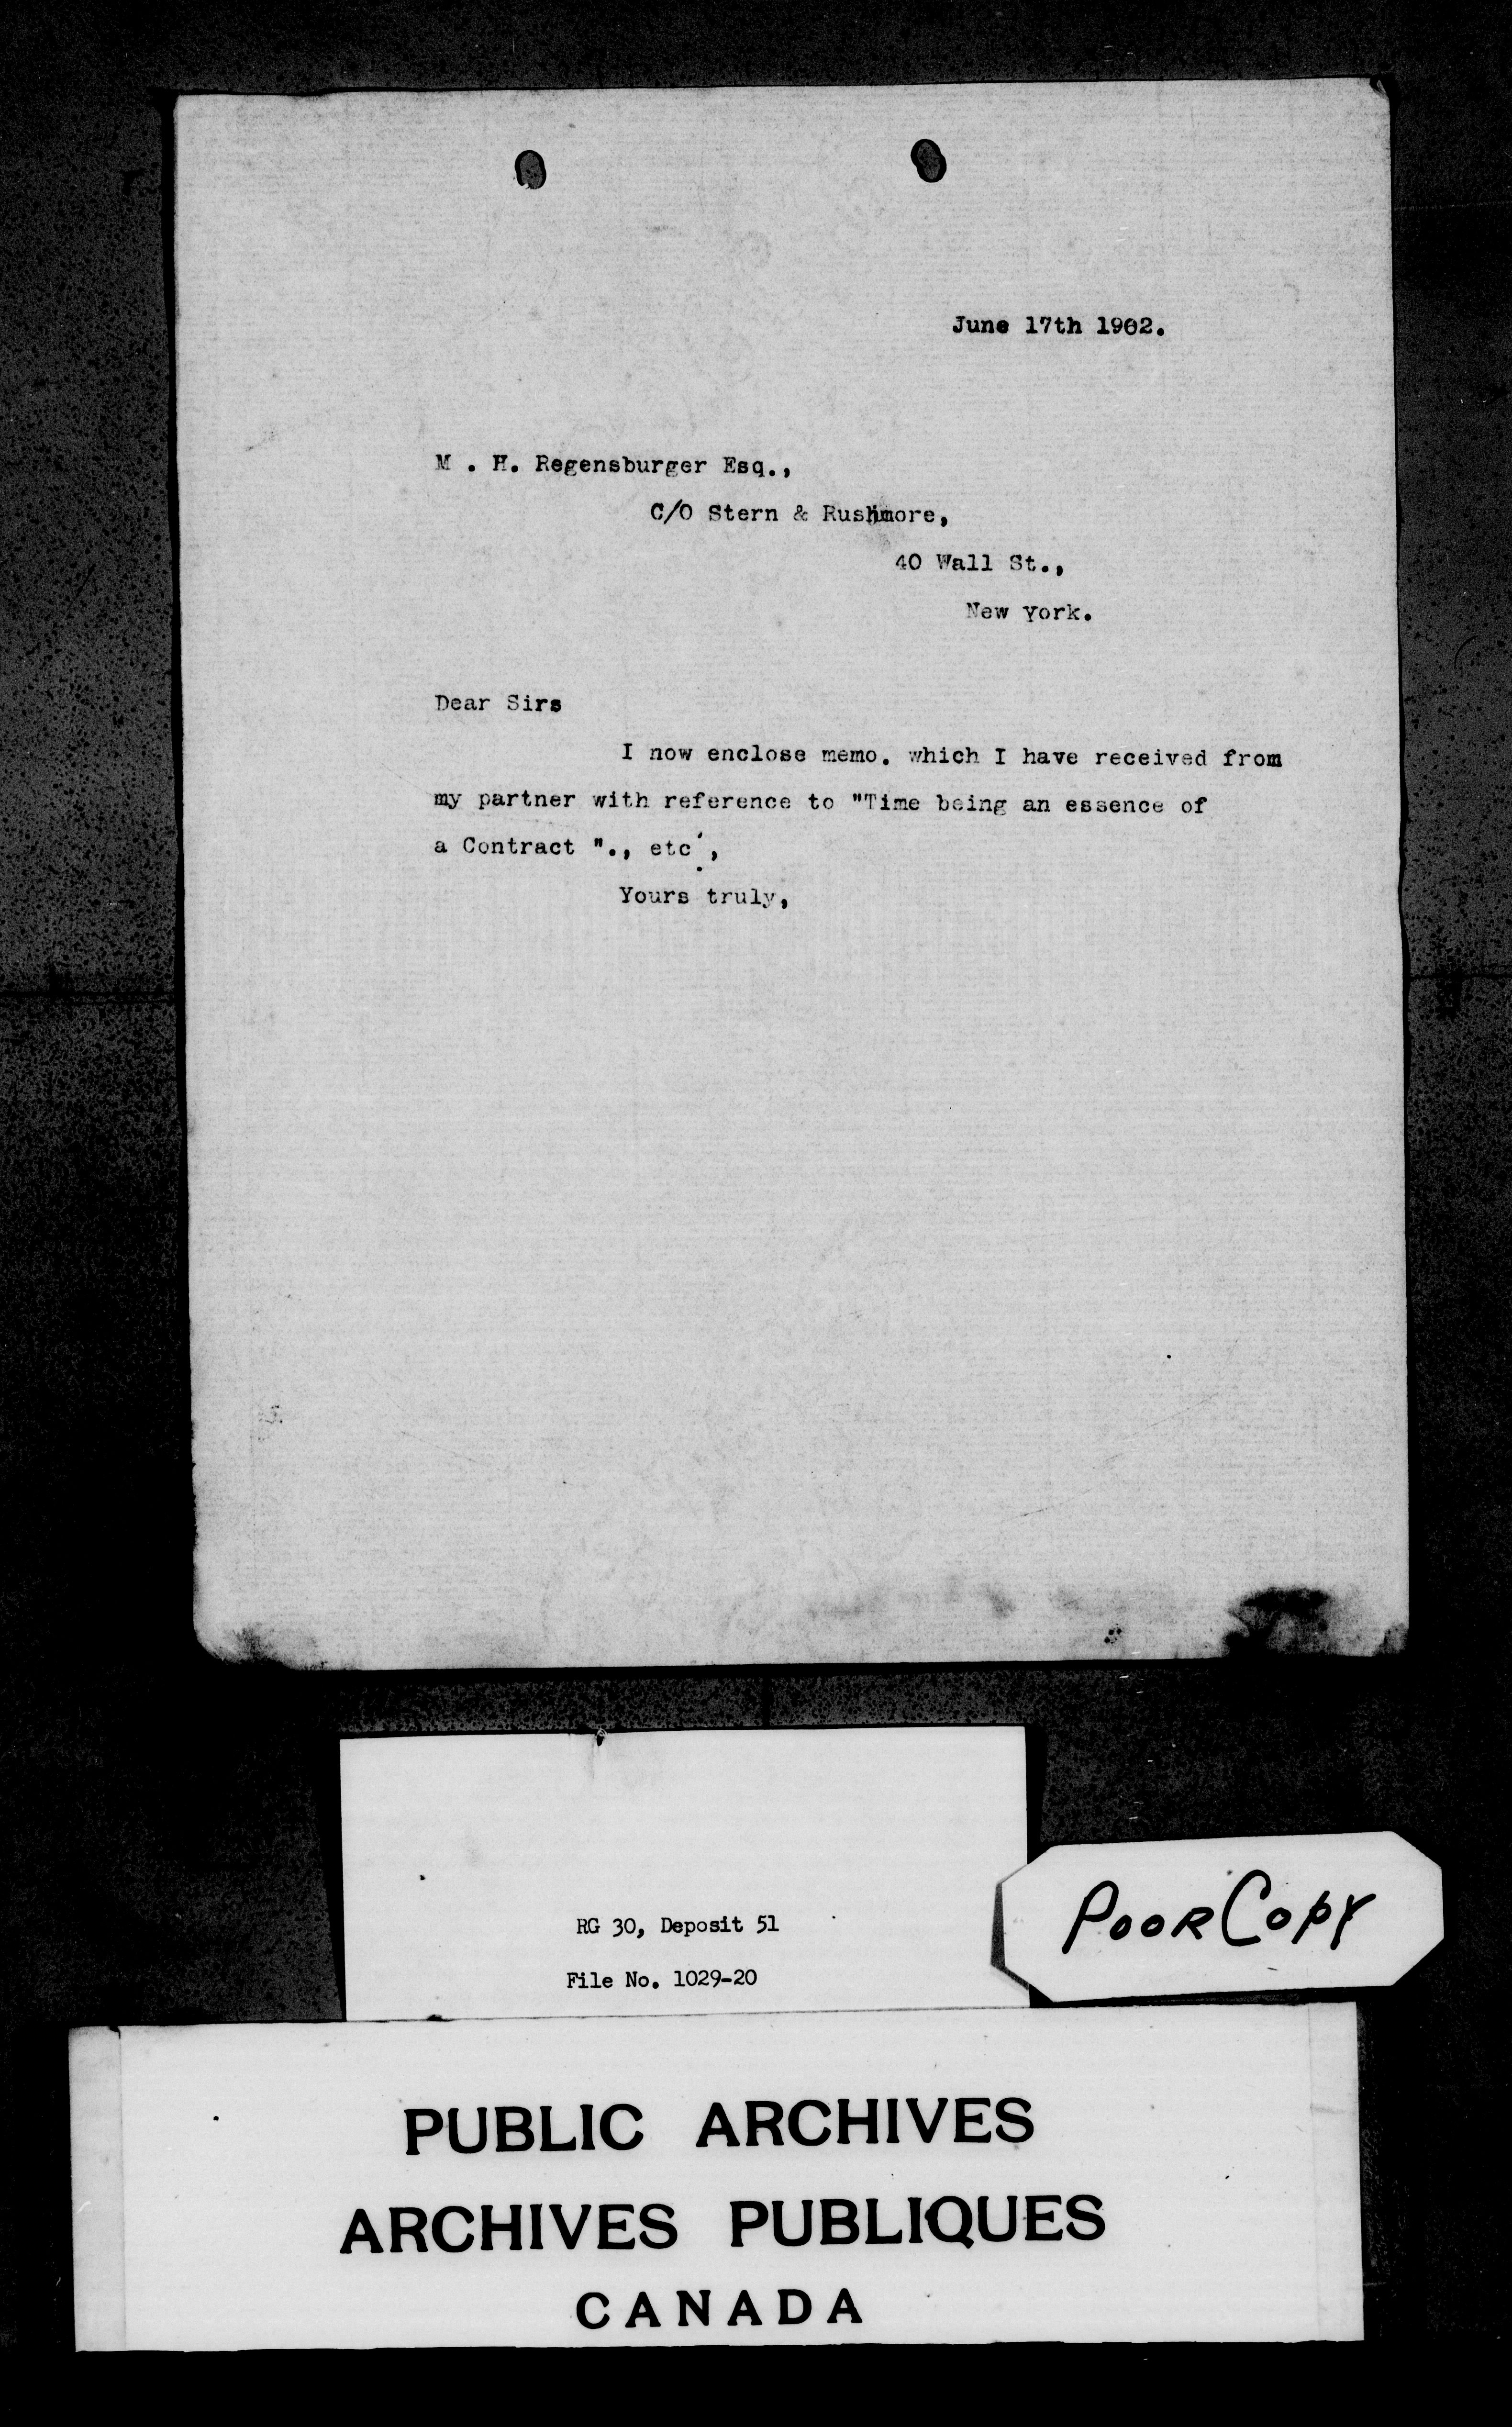 June 17th 1902.
M . H. Regensburger Esq.,
C/O Stern & Rushmore,
40 Wall St.,
New York.
Dear Sirs
I now enclose memo. which I have received from
my partner with reference to "Time being an essence of
a Contract "., etc',
Yours truly,
RG 30, Deposit 51
File No. 1029-20
POOR COPY
PUBLIC ARCHIVES
ARCHIVES PUBLIQUES
CANADA